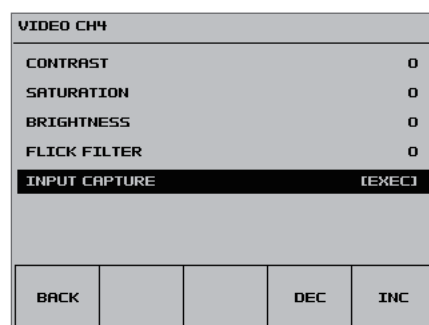 VIDEO CH4
CONTRAST 0
SATURATION 0
BRIGHTNESS 0
FLICK FILTER 0
INPUT CAPTURE [EXEC]
BACK DEC INC